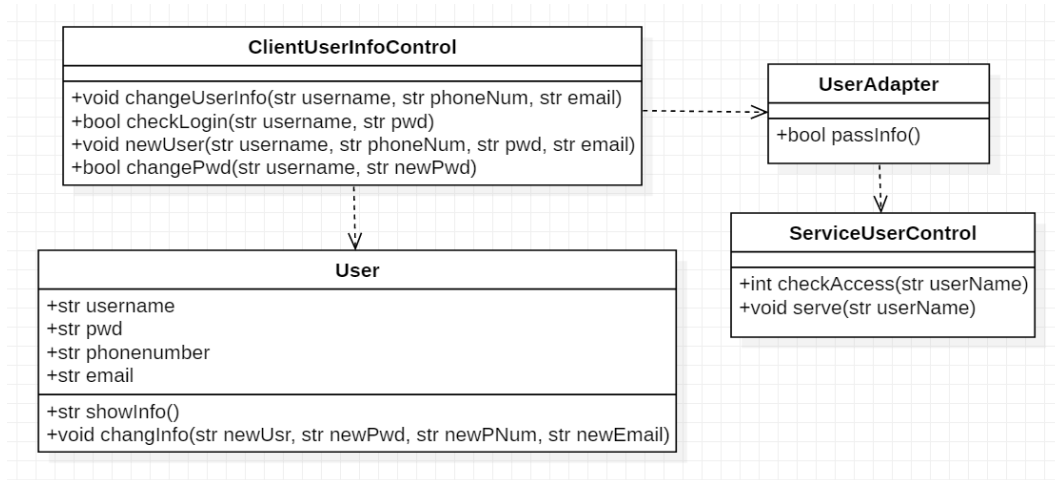 ClientUserInfoControl
+void changeUserInfo(str username, str phoneNum, str email)
+bool checkLogin(str username, str pwd)
+void newUser(str username, str phoneNum, str pwd, str email)
+bool changePwd(str username, str newPwd)
UserAdapter
+bool passInfo()
ServiceUserControl
+int checkAccess(str userName)
+void serve(str userName)
User
+str username
+str pwd
+str phonenumber
+str email
+str showInfo()
+void changInfo(str newUsr, str newPwd, str newPNum, str newEmail)